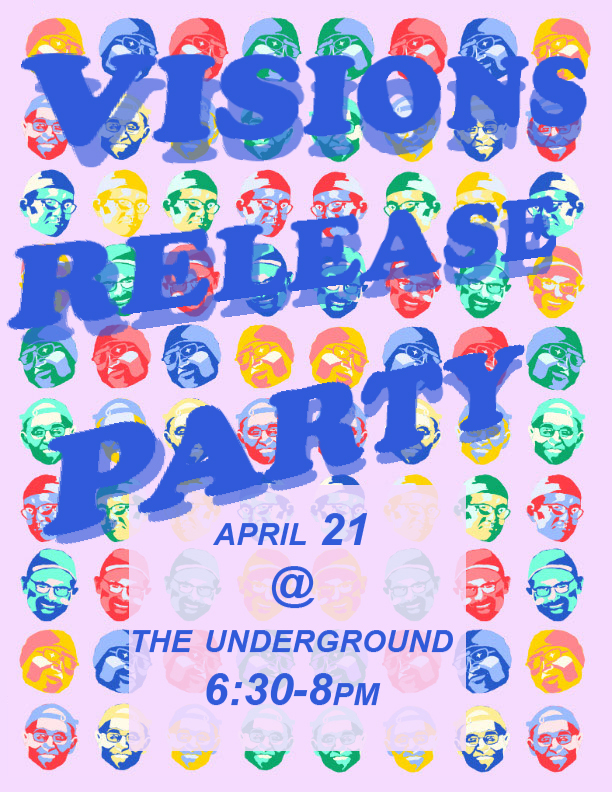 VISIONS
RELEASE
PARTY
APRIL 21
@
THE UNDERGROUND
6:30-8PM